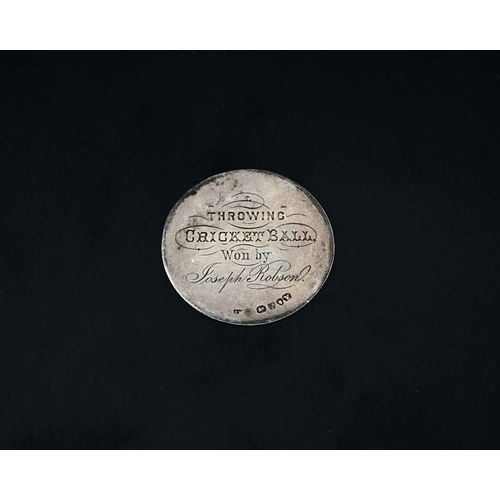 THROWING
CRICKET BALL,
Won by
Joseph Robson.